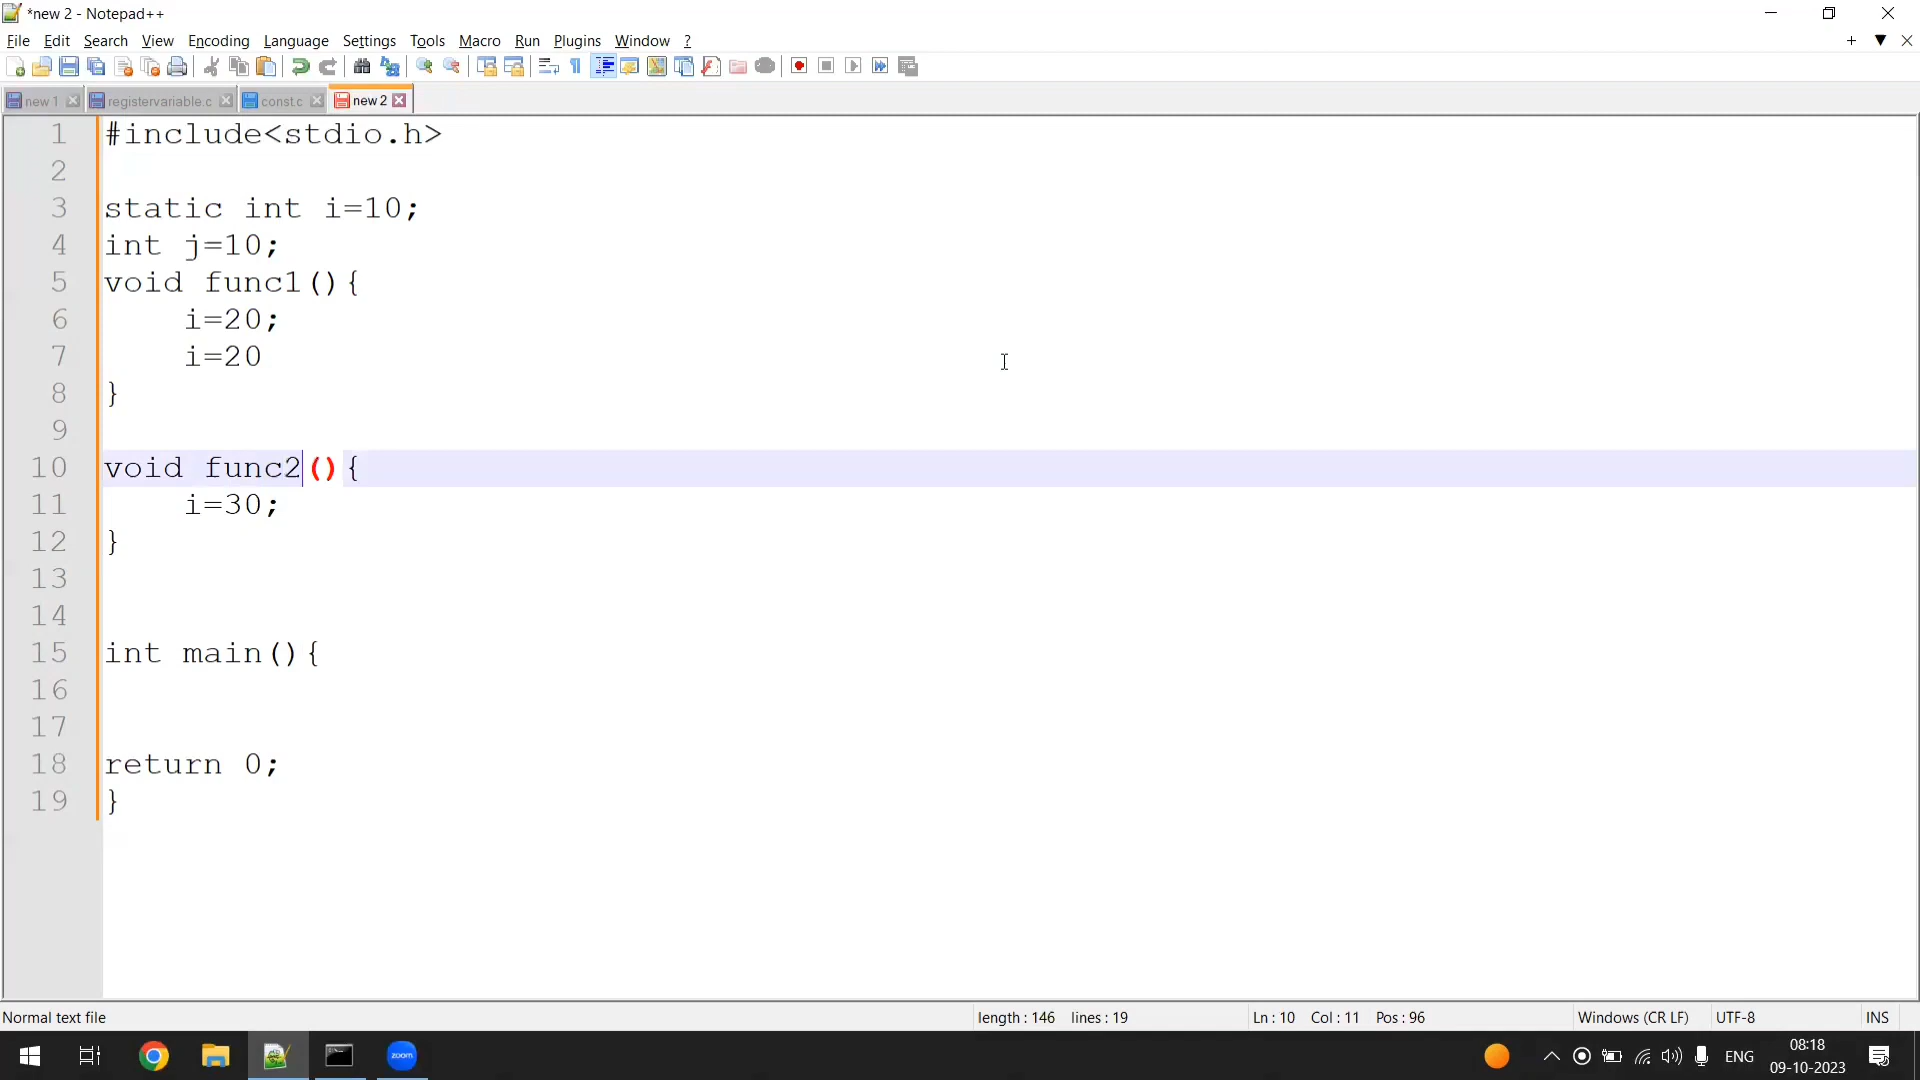 *new 2 - Notepad++
File Edit Search View Encoding Language Settings Tools Macro Run Plugins Window ?
new 1 registervariable.c const.c new 2
1 #include<stdio.h>
2
3 static int i=10;
4 int j=10;
5 void func1(){
6 i=20;
7 i=20
8 }
9
10 void func2(){
11 i=30;
12 }
13
14
15 int main(){
16
17
18 return 0;
19 }
Normal text file length : 146 lines : 19 Ln : 10 Col : 11 Pos : 96 Windows (CR LF) UTF-8 INS
zoom ENG 08:18
09-10-2023